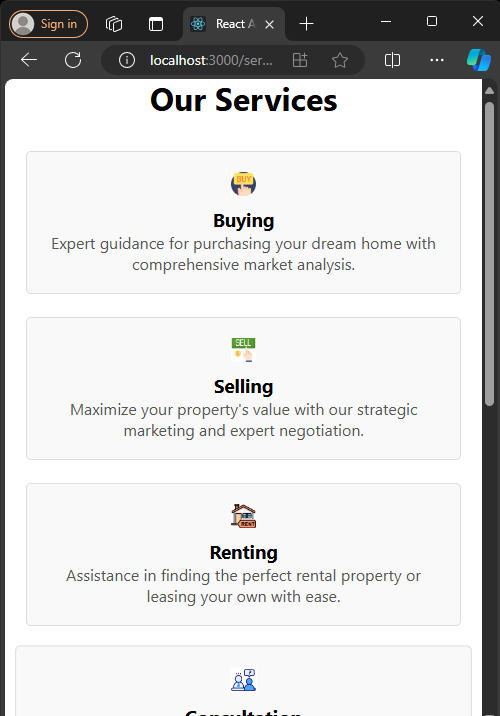 Sign in
React A
localhost:3000/ser...
Our Services
BUY
Buying
Expert guidance for purchasing your dream home with
comprehensive market analysis.
SELL
Selling
Maximize your property's value with our strategic
marketing and expert negotiation.
RENT
Renting
Assistance in finding the perfect rental property or
leasing your own with ease.
Consultation